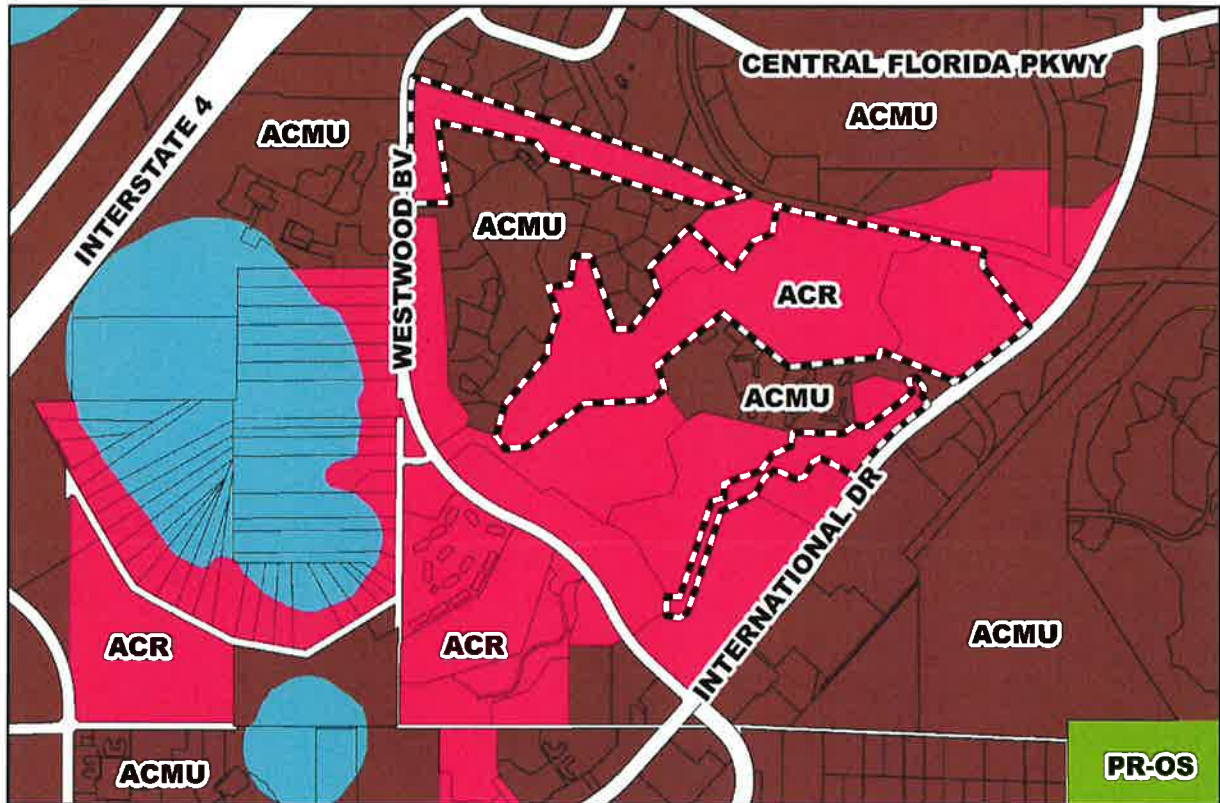 CENTRAL FLORIDA PKWY
ACMU
ACMU
INTERSTATE 4
WESTWOOD BV
ACMU
ACR
ACMU
INTERNATIONAL DR
ACR
ACR
ACMU
ACMU
PR-OS